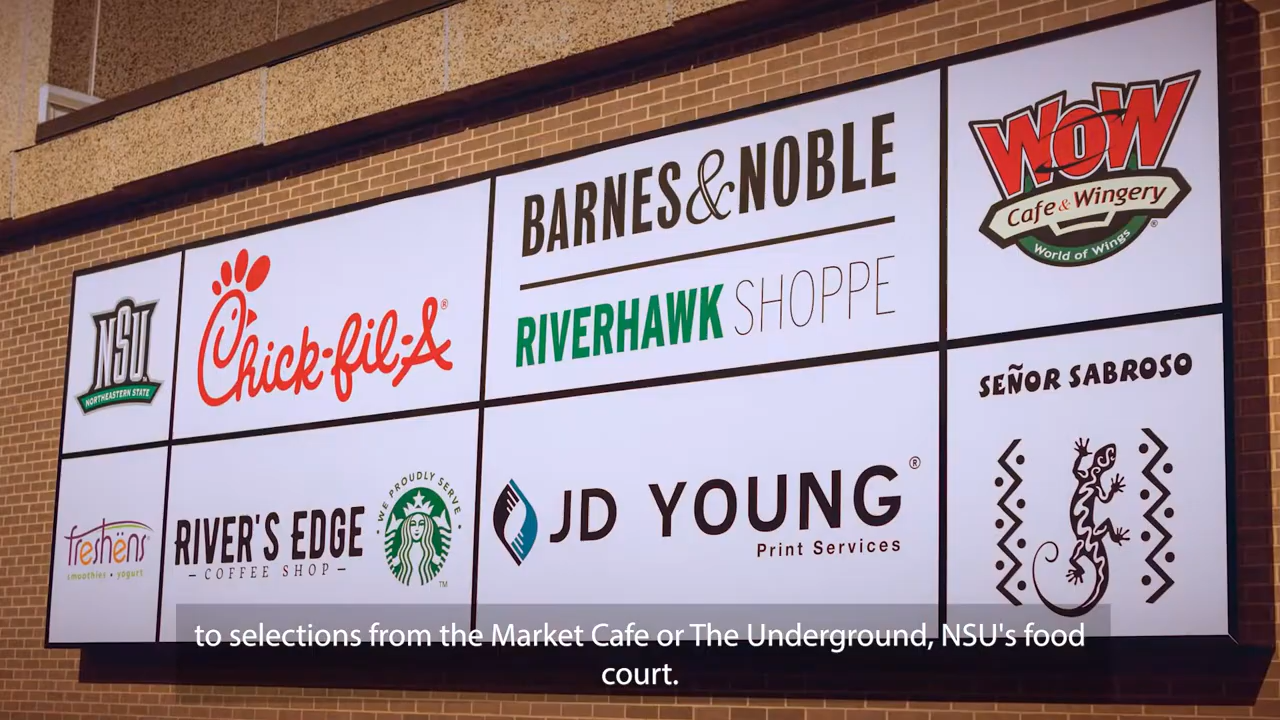 NSU
NORTHEASTERN STATE
Chick-fil-A®
BARNES & NOBLE
RIVERHAWK SHOPPE
WOW
Cafe & Wingery
World of Wings®
freshëns®
smoothies • yogurt
RIVER'S EDGE
- COFFEE SHOP -
• WE PROUDLY SERVE •
TM
JD YOUNG®
Print Services
SEÑOR SABROSO
to selections from the Market Cafe or The Underground, NSU's food
court.